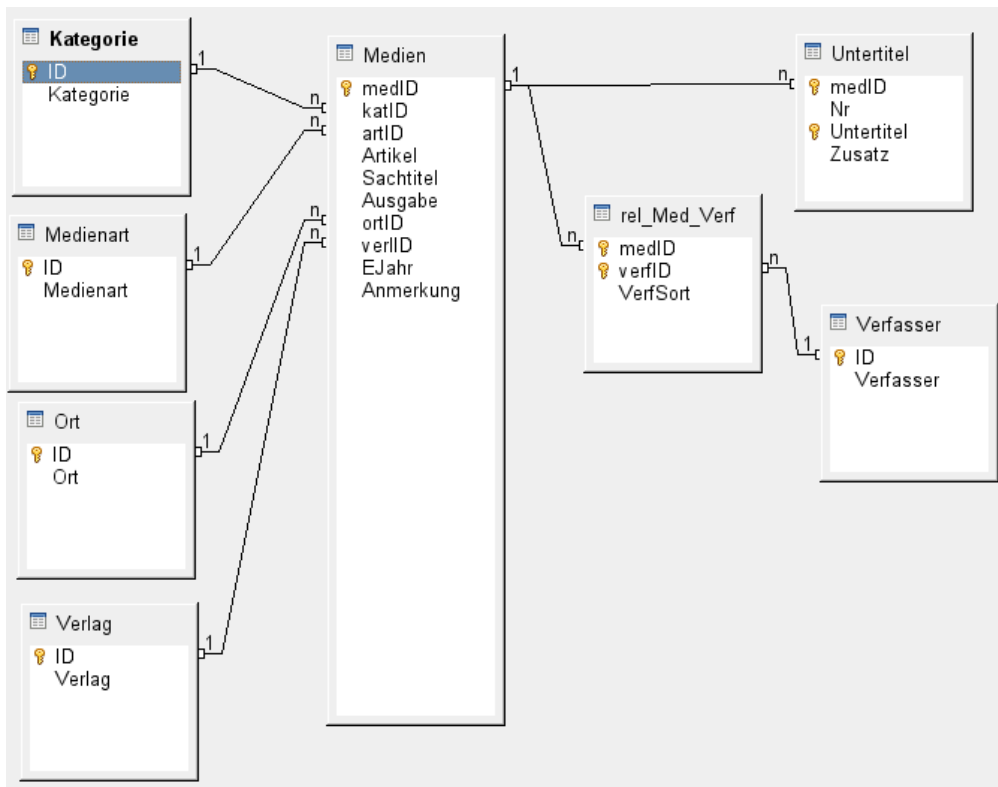 Kategorie
ID
Kategorie
1
n
Medienart
ID
Medienart
1
n
Ort
ID
Ort
1
n
Verlag
ID
Verlag
1
n
Medien
medID
katID
artID
Artikel
Sachtitel
Ausgabe
ortID
verlID
EJahr
Anmerkung
1
n
n
Untertitel
medID
Nr
Untertitel
Zusatz
rel_Med_Verf
medID
verfID
VerfSort
n
1
Verfasser
ID
Verfasser